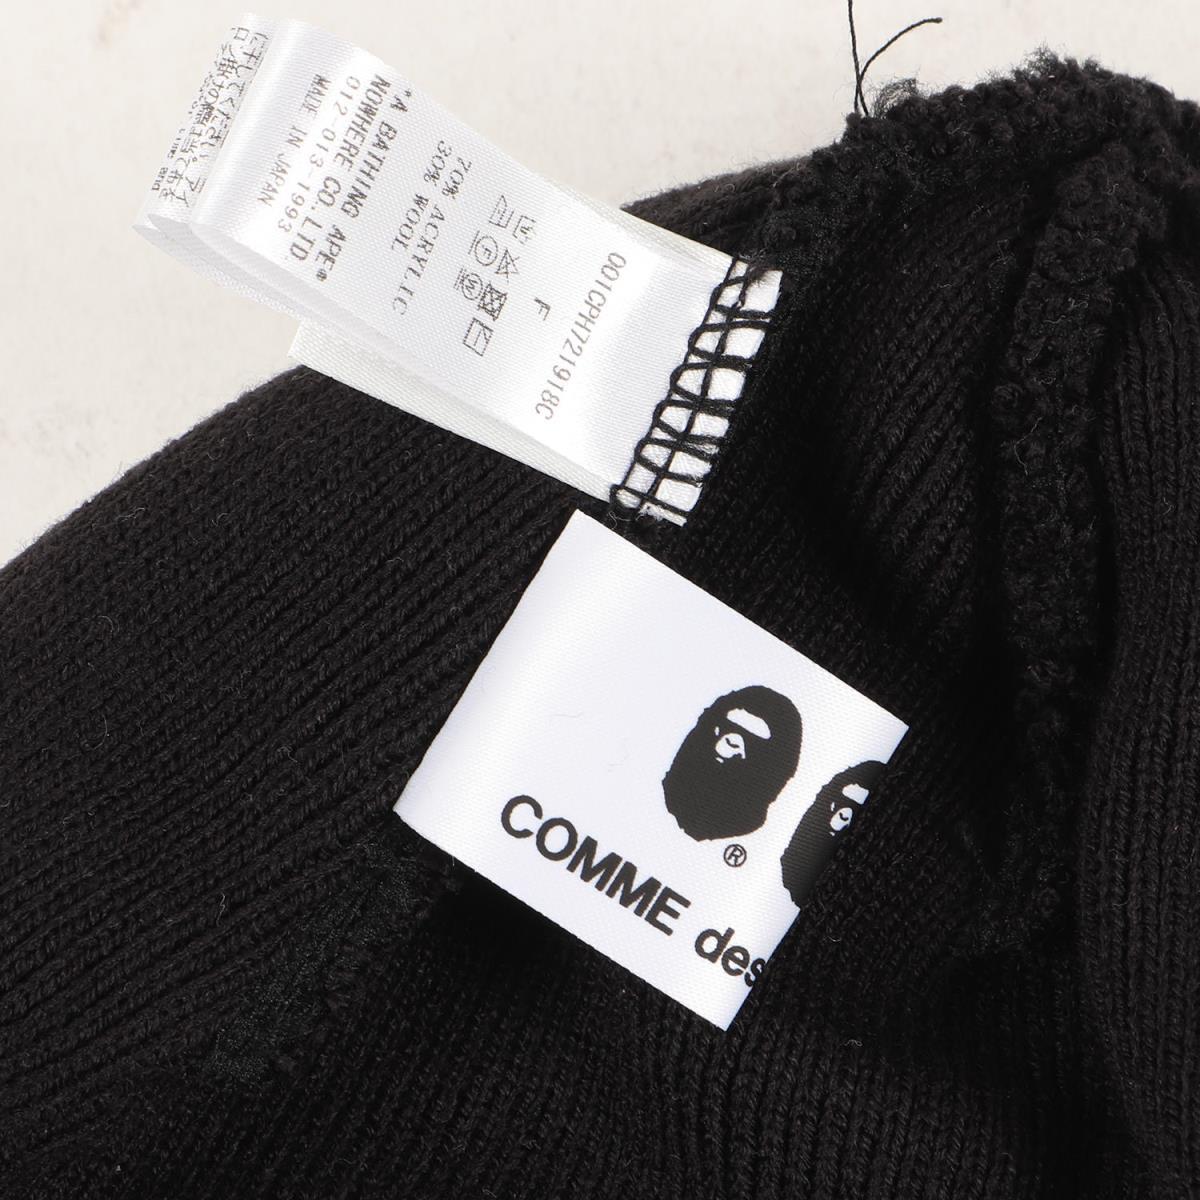 "A BATHING APE®
NOWHERE CO.,LTD.
012-013-1993
MADE IN JAPAN
70% ACRYLIC
30% WOOL
F
001CPH721918C
®
COMME des